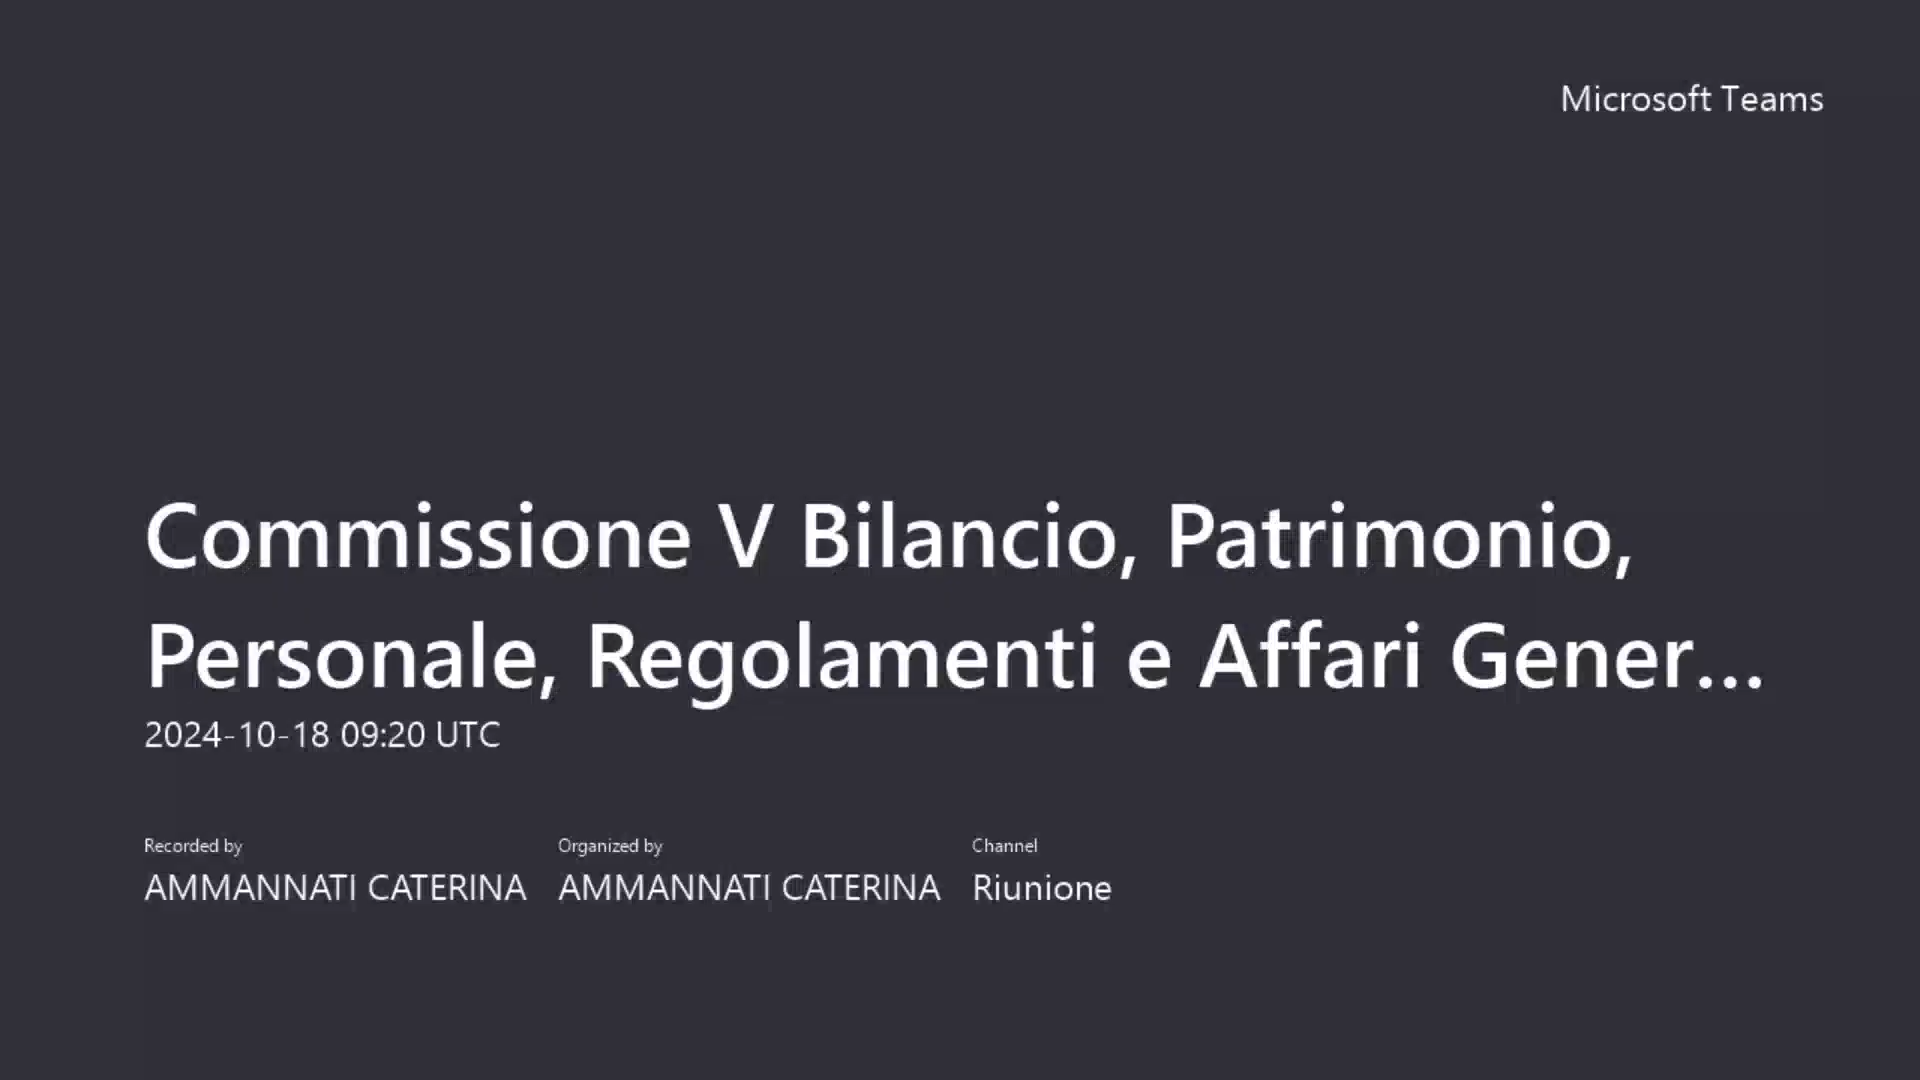 Microsoft Teams
Commissione V Bilancio, Patrimonio,
Personale, Regolamenti e Affari Gener...
2024-10-18 09:20 UTC
Recorded by
AMMANNATI CATERINA
Organized by
AMMANNATI CATERINA
Channel
Riunione